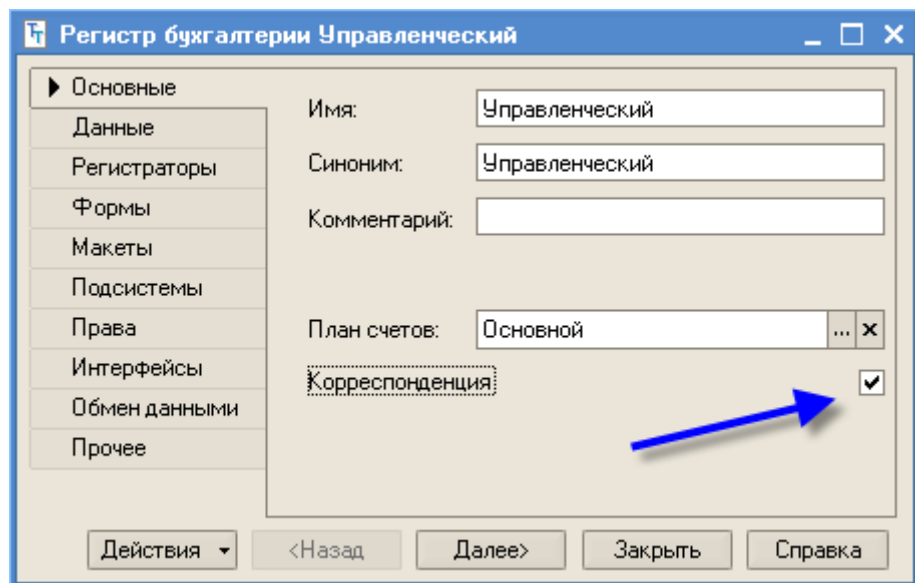 Регистр бухгалтерии Управленческий
Основные
Данные
Регистраторы
Формы
Макеты
Подсистемы
Права
Интерфейсы
Обмен данными
Прочее
Имя: Управленческий
Синоним: Управленческий
Комментарий:
План счетов: Основной ... x
Корреспонденция
Действия <Назад Далее> Закрыть Справка